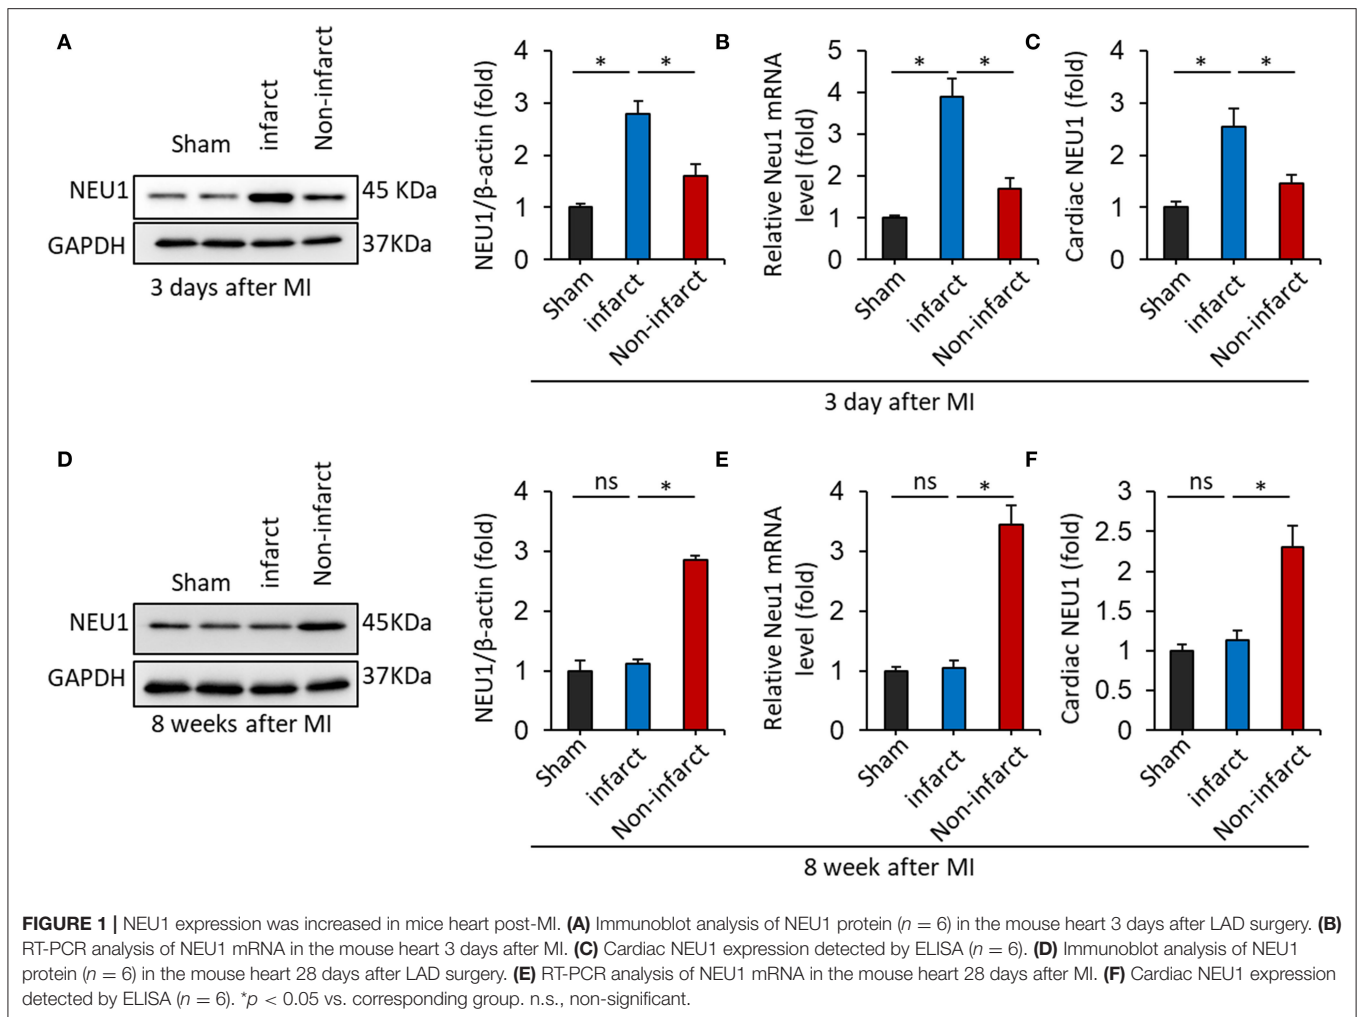 A
Sham
infarct
Non-infarct
NEU1
45 KDa
GAPDH
37KDa
3 days after MI
NEU1/β-actin (fold)
4
3
2
1
0
*
*
Sham
infarct
Non-infarct
B
Relative Neu1 mRNA
level (fold)
5
4
3
2
1
0
*
*
Sham
infarct
Non-infarct
C
Cardiac NEU1 (fold)
4
3
2
1
0
*
*
Sham
infarct
Non-infarct
3 day after MI
D
Sham
infarct
Non-infarct
NEU1
45KDa
GAPDH
37KDa
8 weeks after MI
NEU1/β-actin (fold)
4
3
2
1
0
ns
*
Sham
infarct
Non-infarct
E
Relative Neu1 mRNA
level (fold)
4
3
2
1
0
ns
*
Sham
infarct
Non-infarct
F
Cardiac NEU1 (fold)
3
2.5
2
1.5
1
0.5
0
ns
*
Sham
infarct
Non-infarct
8 week after MI
FIGURE 1 | NEU1 expression was increased in mice heart post-MI. (A) Immunoblot analysis of NEU1 protein (n = 6) in the mouse heart 3 days after LAD surgery. (B)
RT-PCR analysis of NEU1 mRNA in the mouse heart 3 days after MI. (C) Cardiac NEU1 expression detected by ELISA (n = 6). (D) Immunoblot analysis of NEU1
protein (n = 6) in the mouse heart 28 days after LAD surgery. (E) RT-PCR analysis of NEU1 mRNA in the mouse heart 28 days after MI. (F) Cardiac NEU1 expression
detected by ELISA (n = 6). *p < 0.05 vs. corresponding group. n.s., non-significant.